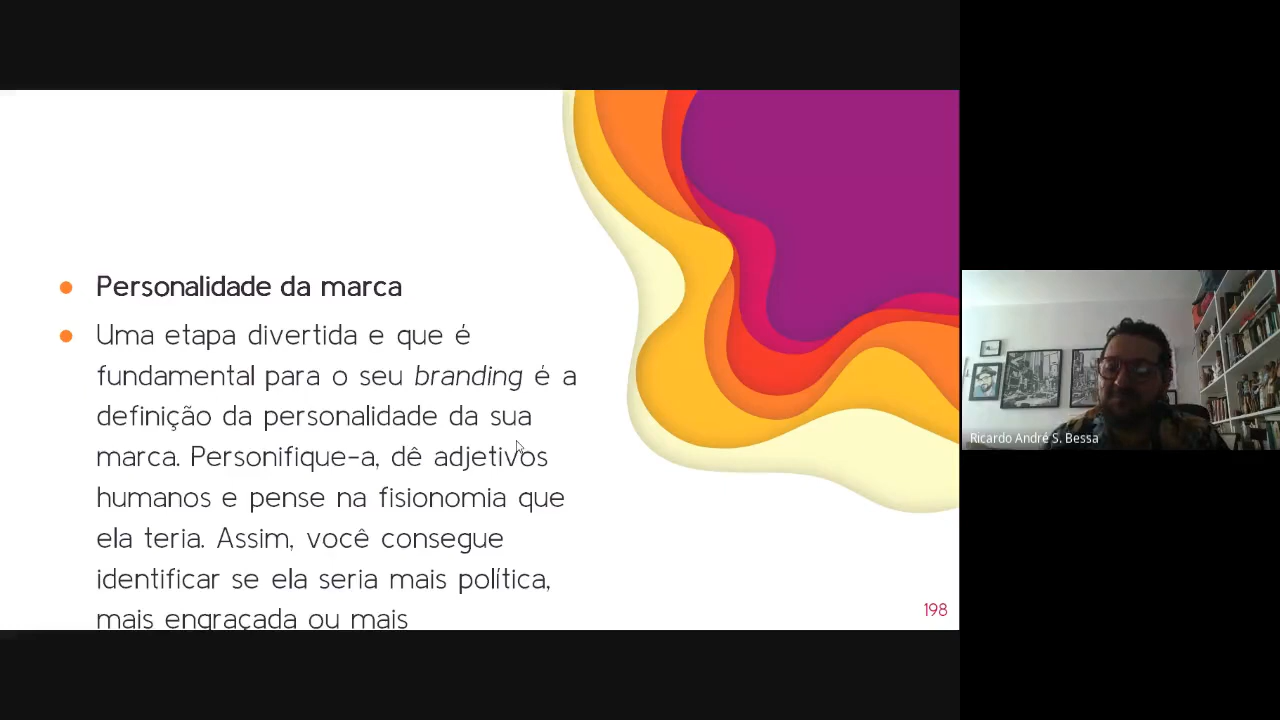 Personalidade da marca
Uma etapa divertida e que é
fundamental para o seu branding é a
definição da personalidade da sua
marca. Personifique-a, dê adjetivos
humanos e pense na fisionomia que
ela teria. Assim, você consegue
identificar se ela seria mais política,
mais engraçada ou mais
198
Ricardo André S. Bessa